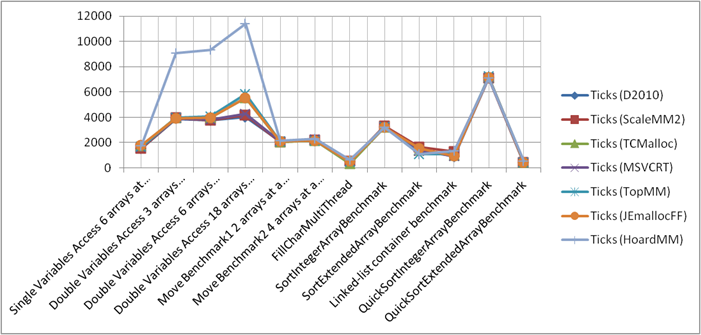 12000
10000
8000
6000
4000
2000
0
Single Variables Access 6 arrays at...
Double Variables Access 3 arrays...
Double Variables Access 6 arrays...
Double Variables Access 18 arrays...
Move Benchmark1 2 arrays at a...
Move Benchmark2 4 arrays at a...
FillCharMultiThread
SortIntegerArrayBenchmark
SortExtendedArrayBenchmark
Linked-list container benchmark
QuickSortIntegerArrayBenchmark
QuickSortExtendedArrayBenchmark
Ticks (D2010)
Ticks (ScaleMM2)
Ticks (TCMalloc)
Ticks (MSVCRT)
Ticks (TopMM)
Ticks (JEmallocFF)
Ticks (HoardMM)